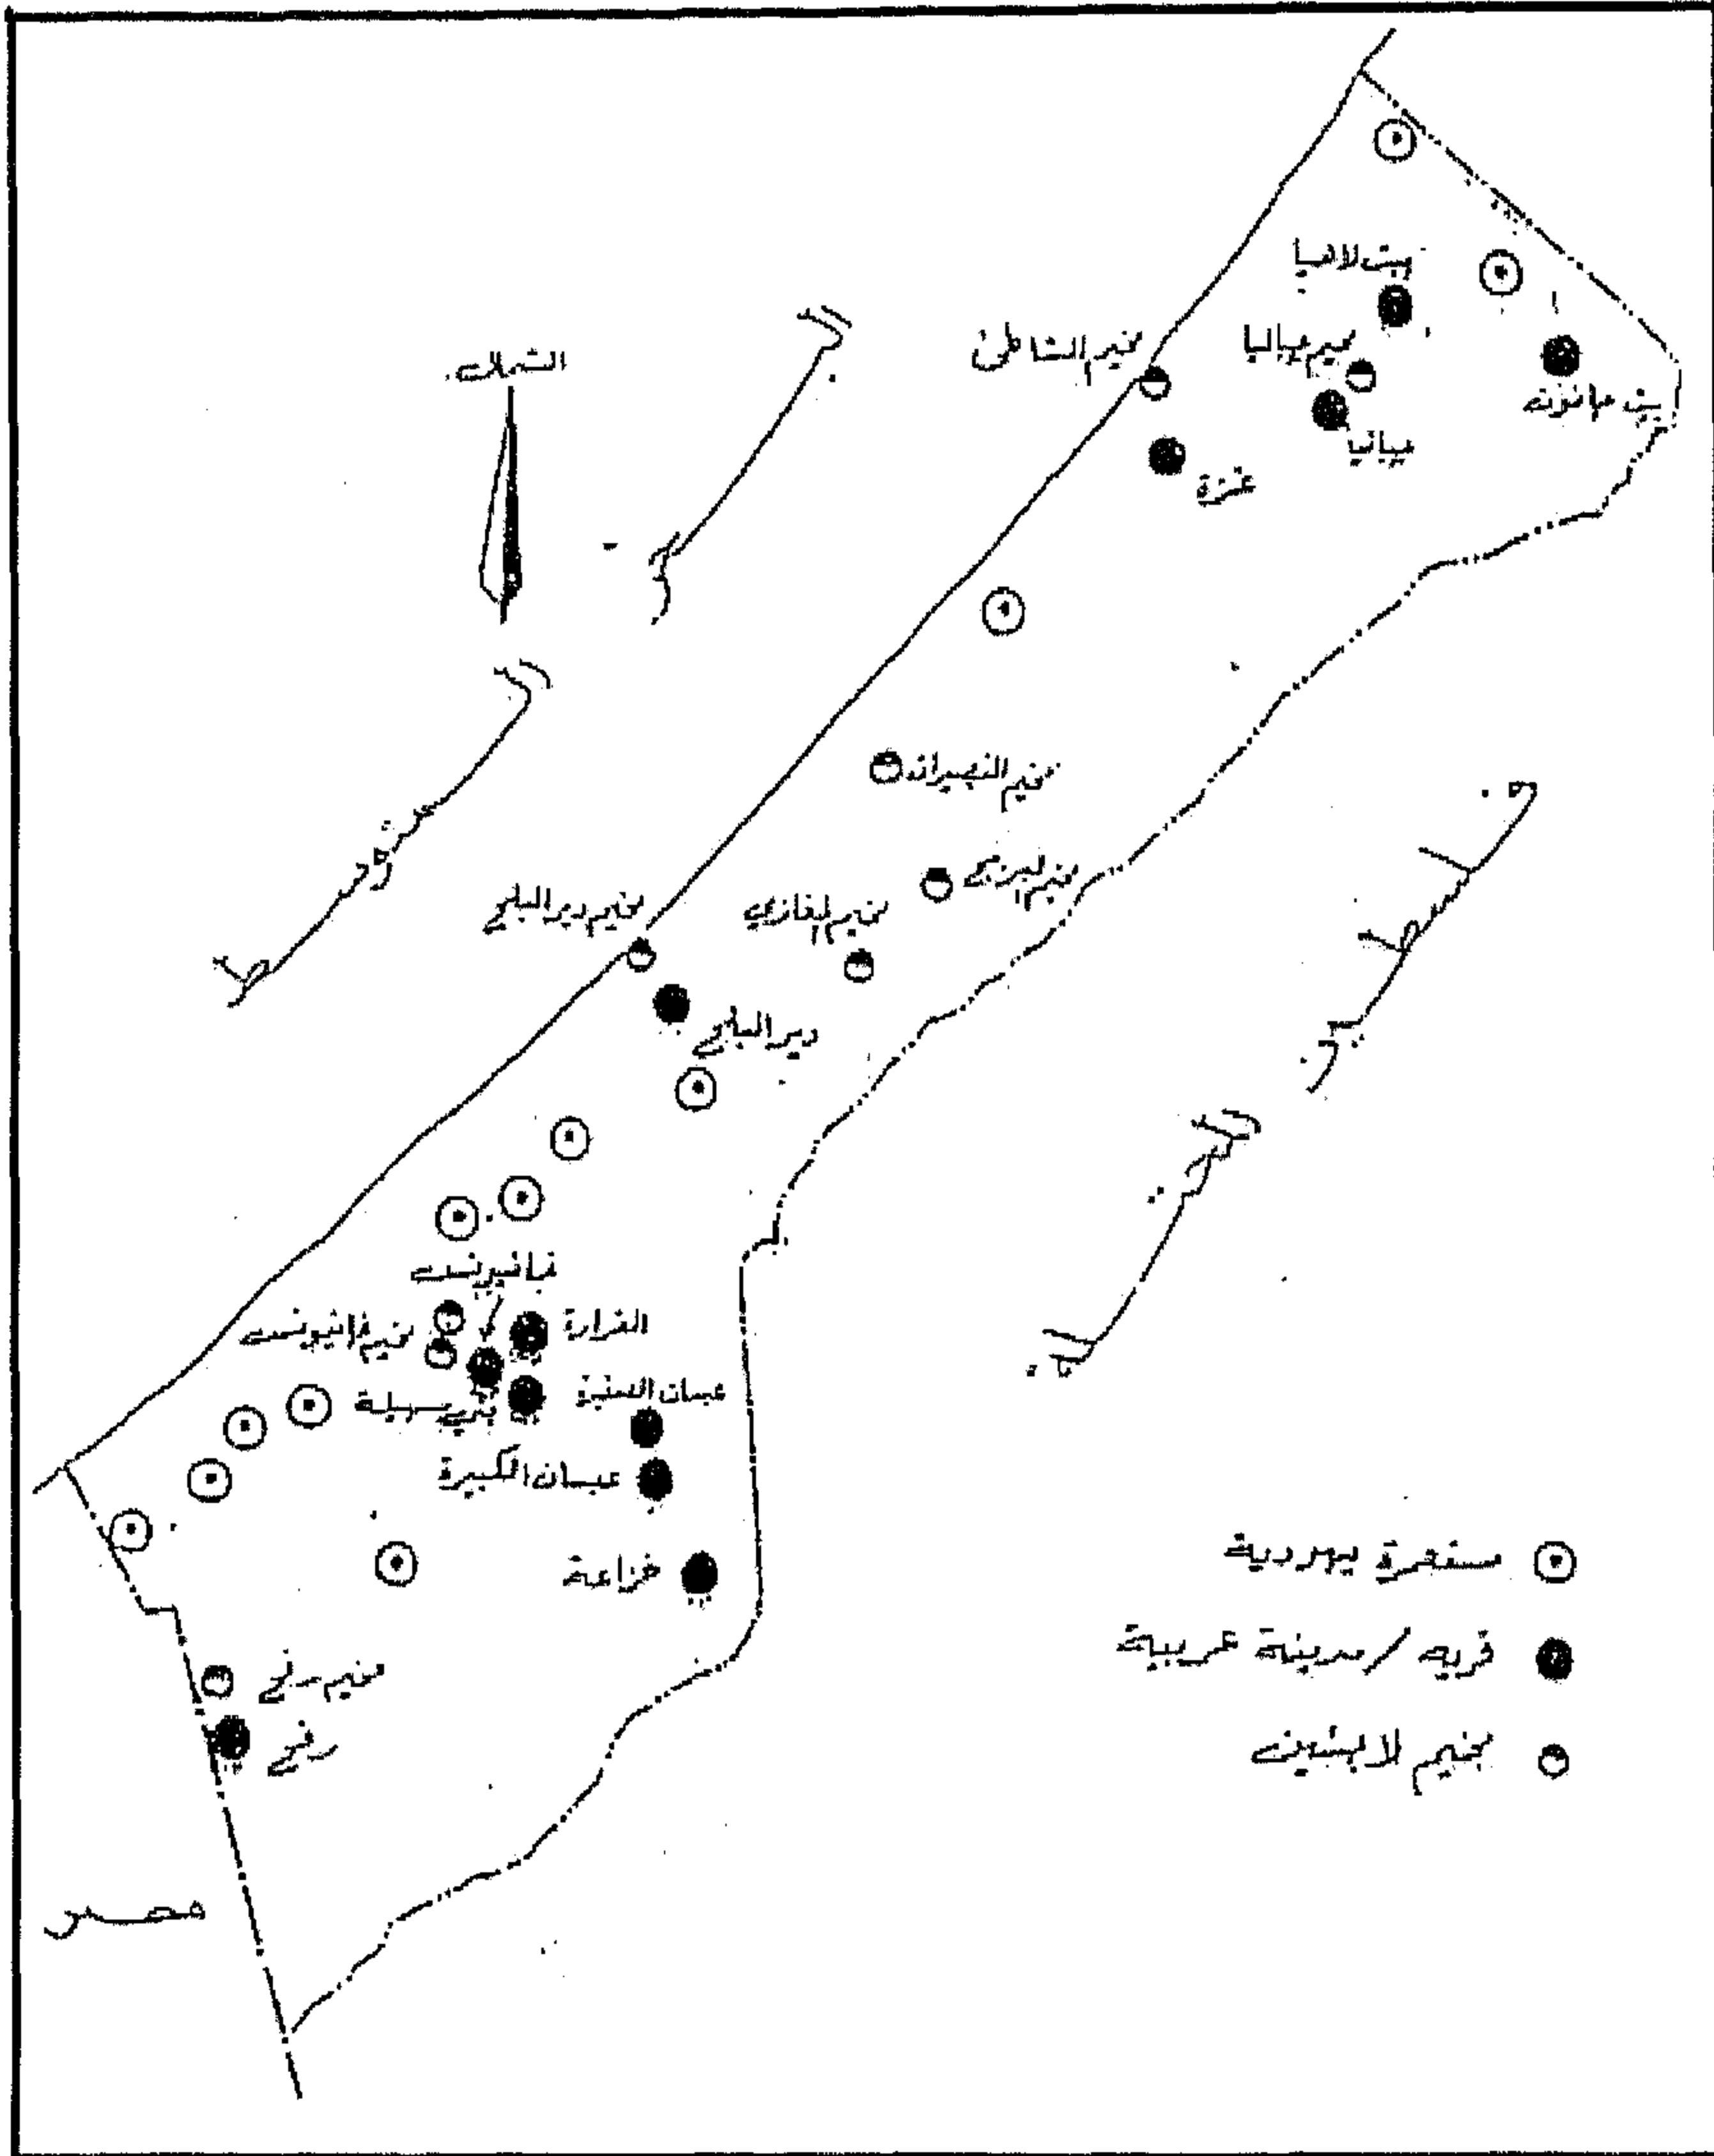 الشمال
البحر
المتوسط
بيت لاهيا
مخيم جباليا
مخيم الشاطئ
بيت حانون
جباليا
غزة
مخيم النصيرات
مخيم البريج
مخيم المغازي
مخيم دير البلح
دير البلح
خانيونس
القرارة
مخيم خانيونس
عبسان الصغيرة
بني سهيلة
عبسان الكبيرة
خزاعة
مخيم رفح
رفح
مصر
مستعمرة يهودية
قرية / مدينة عربية
مخيم لاجئين